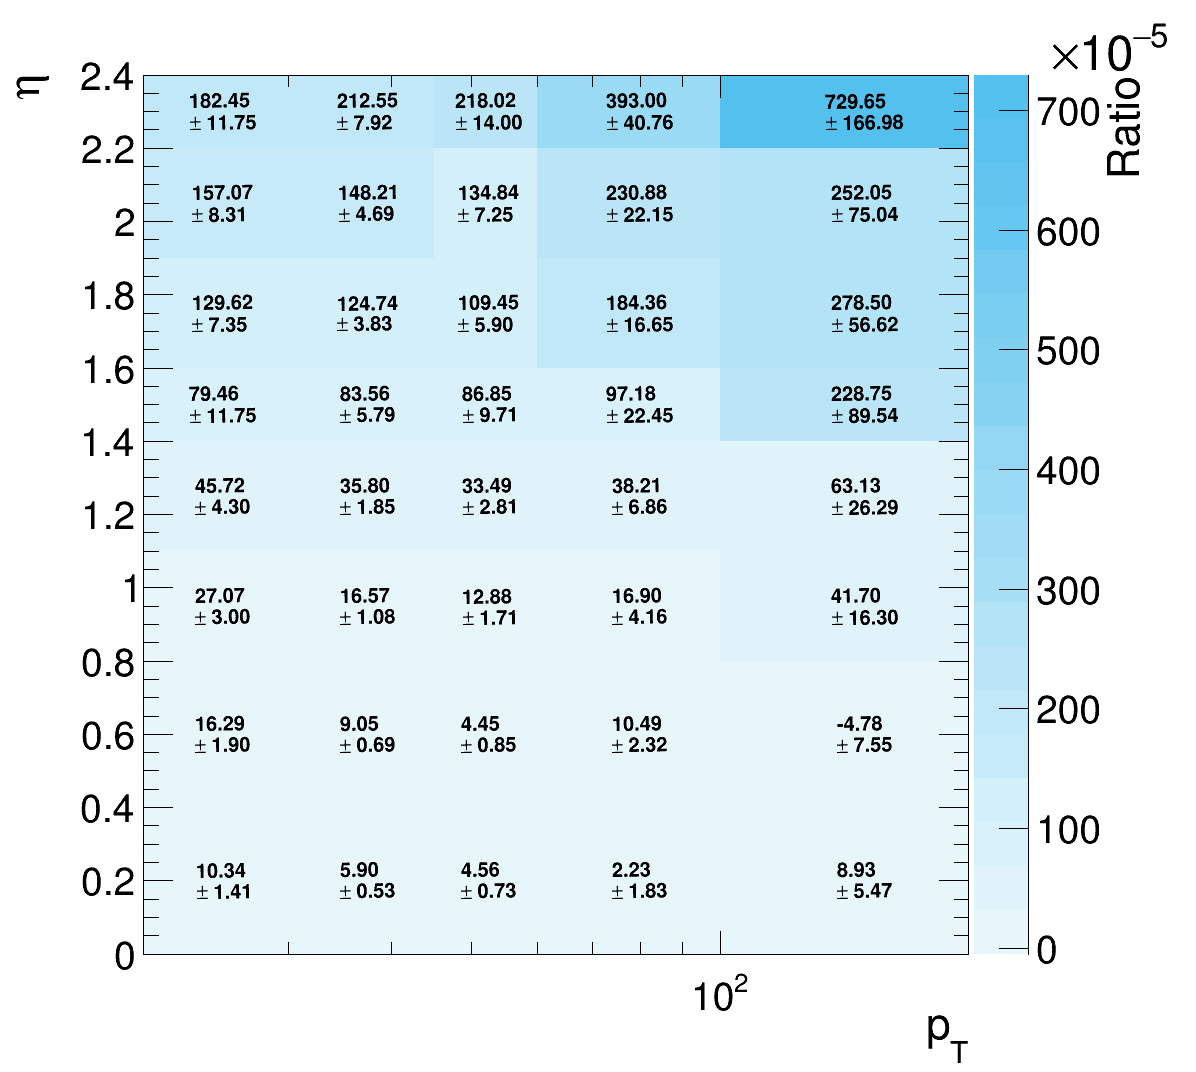 ×10⁻⁵
η
Ratio
2.4
2.2
2
1.8
1.6
1.4
1.2
1
0.8
0.6
0.4
0.2
0
182.45 212.55 218.02 393.00 729.65
± 11.75 ± 7.92 ± 14.00 ± 40.76 ± 166.98
157.07 148.21 134.84 230.88 252.05
± 8.31 ± 4.69 ± 7.25 ± 22.15 ± 75.04
129.62 124.74 109.45 184.36 278.50
± 7.35 ± 3.83 ± 5.90 ± 16.65 ± 56.62
79.46 83.56 86.85 97.18 228.75
± 11.75 ± 5.79 ± 9.71 ± 22.45 ± 89.54
45.72 35.80 33.49 38.21 63.13
± 4.30 ± 1.85 ± 2.81 ± 6.86 ± 26.29
27.07 16.57 12.88 16.90 41.70
± 3.00 ± 1.08 ± 1.71 ± 4.16 ± 16.30
16.29 9.05 4.45 10.49 -4.78
± 1.90 ± 0.69 ± 0.85 ± 2.32 ± 7.55
10.34 5.90 4.56 2.23 8.93
± 1.41 ± 0.53 ± 0.73 ± 1.83 ± 5.47
700
600
500
400
300
200
100
0
10²
p_T